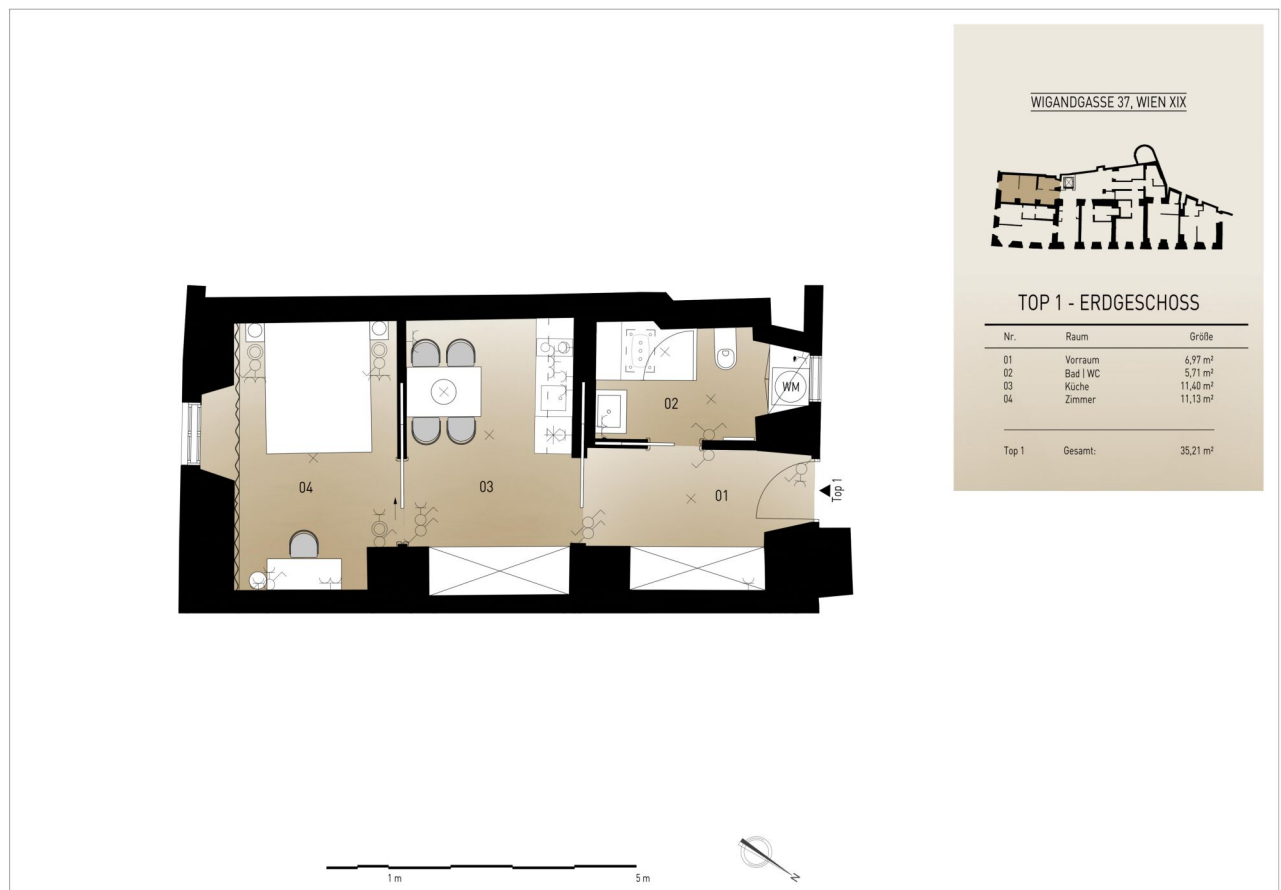 WIGANDGASSE 37, WIEN XIX
TOP 1 - ERDGESCHOSS
Nr. Raum Größe
01 Vorraum 6,97 m²
02 Bad | WC 5,71 m²
03 Küche 11,40 m²
04 Zimmer 11,13 m²
Top 1 Gesamt: 35,21 m²
WM
02
04
03
01
Top 1
1 m
5 m
N